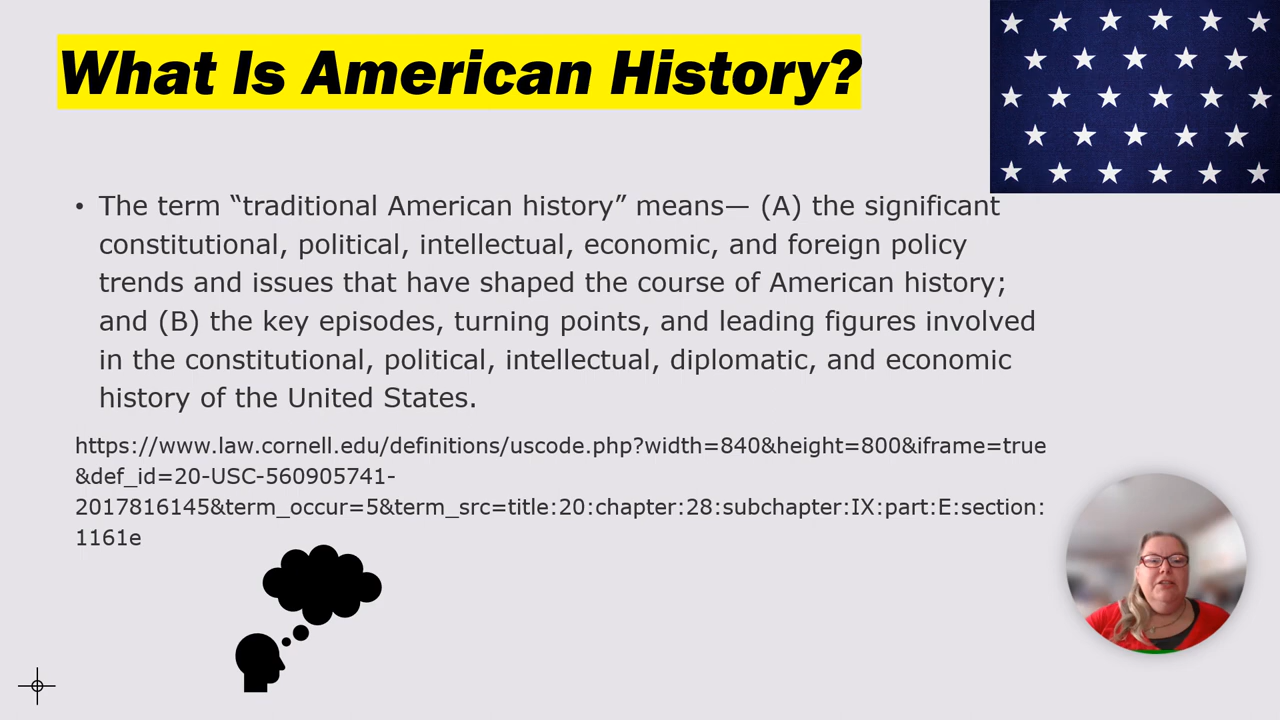 What Is American History?
• The term “traditional American history” means— (A) the significant
constitutional, political, intellectual, economic, and foreign policy
trends and issues that have shaped the course of American history;
and (B) the key episodes, turning points, and leading figures involved
in the constitutional, political, intellectual, diplomatic, and economic
history of the United States.
https://www.law.cornell.edu/definitions/uscode.php?width=840&height=800&iframe=true
&def_id=20-USC-560905741-
2017816145&term_occur=5&term_src=title:20:chapter:28:subchapter:IX:part:E:section:
1161e